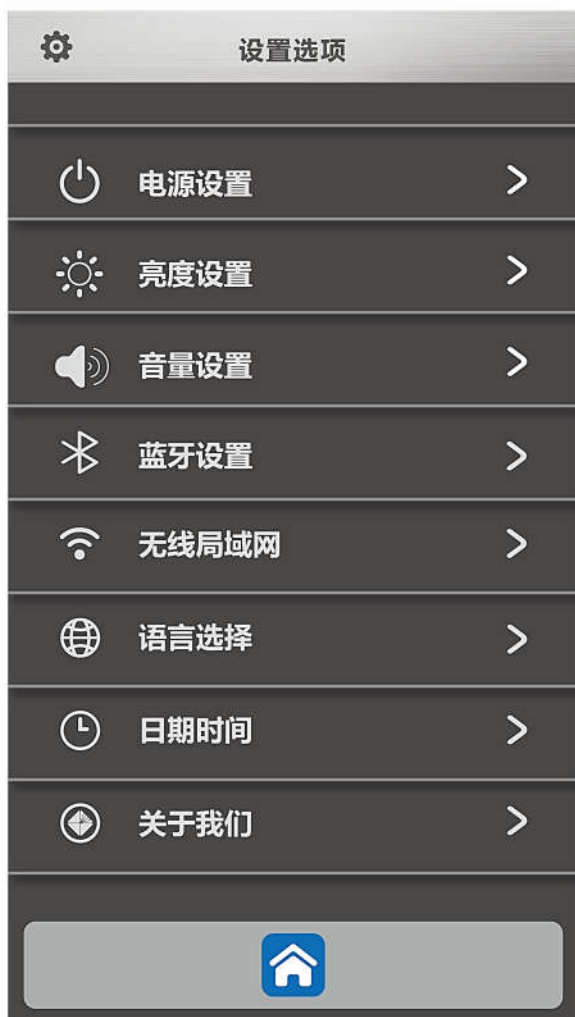 设置选项
电源设置
亮度设置
音量设置
蓝牙设置
无线局域网
语言选择
日期时间
关于我们